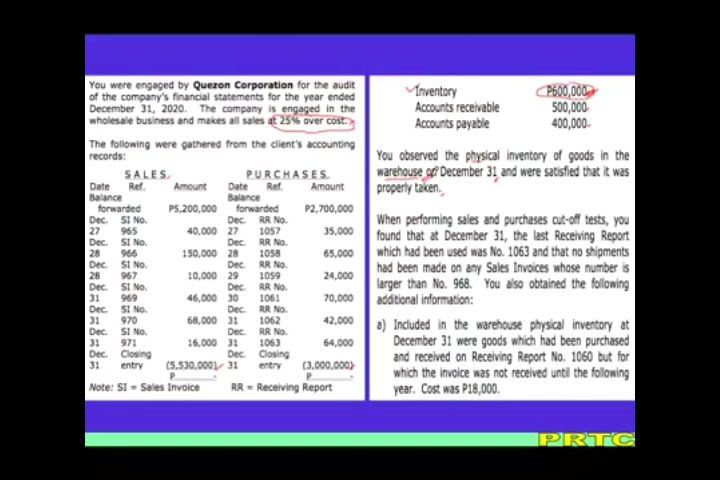 You were engaged by Quezon Corporation for the audit
of the company's financial statements for the year ended
December 31, 2020. The company is engaged in the
wholesale business and makes all sales at 25% over cost.
The following were gathered from the client's accounting
records:
SALES PURCHASES
Date Ref. Amount Date Ref. Amount
Balance Balance
forwarded P5,200,000 forwarded P2,700,000
Dec. SI No. Dec. RR No.
27 965 40,000 27 1057 35,000
Dec. SI No. Dec. RR No.
28 966 150,000 28 1058 65,000
Dec. SI No. Dec. RR No.
28 967 10,000 29 1059 24,000
Dec. SI No. Dec. RR No.
31 969 46,000 30 1061 70,000
Dec. SI No. Dec. RR No.
31 970 68,000 31 1062 42,000
Dec. SI No. Dec. RR No.
31 971 16,000 31 1063 64,000
Dec. Closing Dec. Closing
31 entry (5,530,000) 31 entry (3,000,000)
P - P -
Note: SI = Sales Invoice RR = Receiving Report
Inventory P600,000
Accounts receivable 500,000
Accounts payable 400,000
You observed the physical inventory of goods in the
warehouse on December 31 and were satisfied that it was
properly taken.
When performing sales and purchases cut-off tests, you
found that at December 31, the last Receiving Report
which had been used was No. 1063 and that no shipments
had been made on any Sales Invoices whose number is
larger than No. 968. You also obtained the following
additional information:
a) Included in the warehouse physical inventory at
December 31 were goods which had been purchased
and received on Receiving Report No. 1060 but for
which the invoice was not received until the following
year. Cost was P18,000.
PRTC